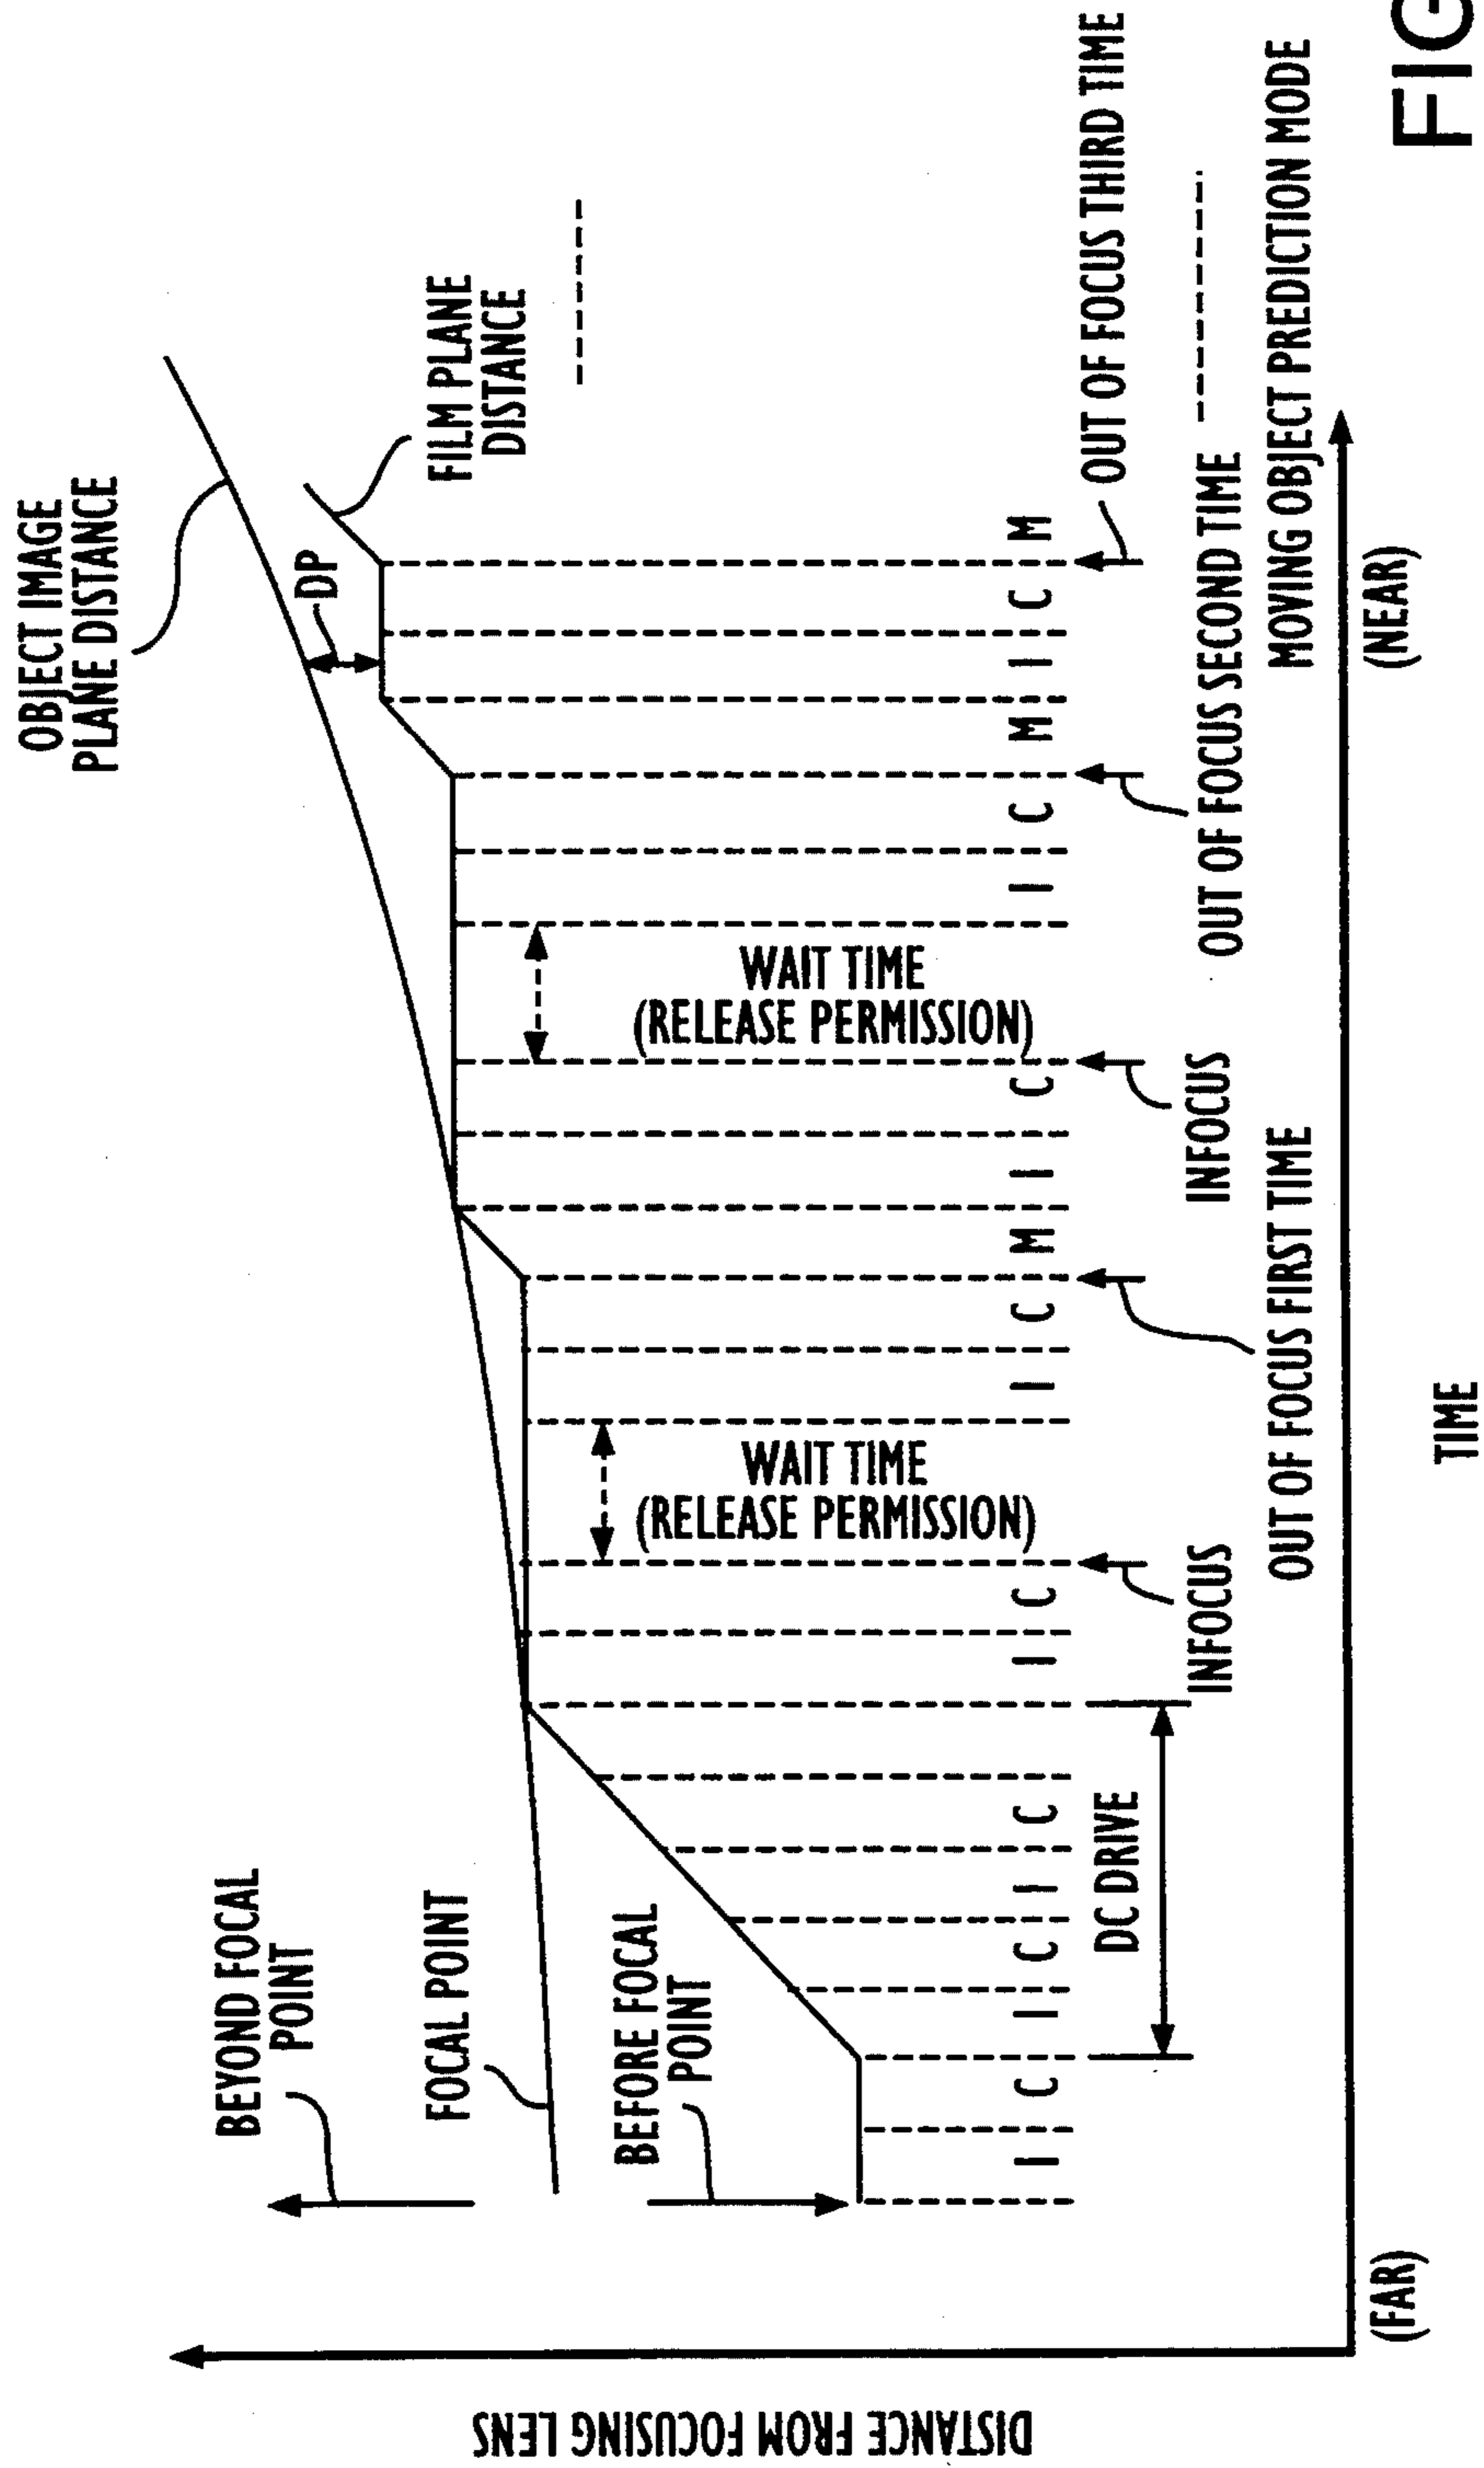 OBJECT IMAGE
PLANE DISTANCE
BEYOND FOCAL
POINT
DP
FILM PLANE
DISTANCE
FOCAL POINT
BEFORE FOCAL
POINT
WAIT TIME
(RELEASE PERMISSION)
WAIT TIME
(RELEASE PERMISSION)
I C I C I C I C I C M I C I C M I C M
DC DRIVE
OUT OF FOCUS THIRD TIME
INFOCUS
INFOCUS
OUT OF FOCUS SECOND TIME
OUT OF FOCUS FIRST TIME
MOVING OBJECT PREDICTION MODE
(FAR)
(NEAR)
TIME
DISTANCE FROM FOCUSING LENS
FIG